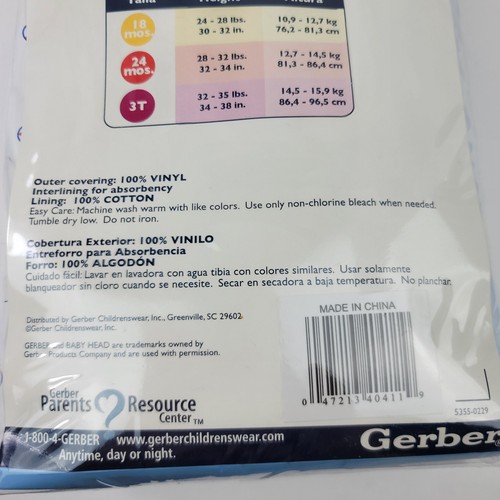 Talla
18 mos.
24 - 28 lbs.
30 - 32 in.
10,9 - 12,7 kg
76,2 - 81,3 cm
24 mos.
28 - 32 lbs.
32 - 34 in.
12,7 - 14,5 kg
81,3 - 86,4 cm
3T
32 - 35 lbs.
34 - 38 in.
14,5 - 15,9 kg
86,4 - 96,5 cm
Outer covering: 100% VINYL
Interlining for absorbency
Lining: 100% COTTON
Easy Care: Machine wash warm with like colors. Use only non-chlorine bleach when needed.
Tumble dry low. Do not iron.
Cobertura Exterior: 100% VINILO
Entreforro para Absorbencia
Forro: 100% ALGODÓN
Cuidado fácil: Lavar en lavadora con agua tibia con colores similares. Usar solamente
blanqueador sin cloro cuando se necesite. Secar en secadora a baja temperatura. No planchar.
Distributed by Gerber Childrenswear, Inc., Greenville, SC 29602
©Gerber Childrenswear, Inc.
GERBER and BABY HEAD are trademarks owned by
Gerber Products Company and are used with permission.
MADE IN CHINA
0 47213 40411 9
5355-0229
Gerber
Parents Resource
Center™
1-800-4-GERBER www.gerberchildrenswear.com
Anytime, day or night.
Gerber